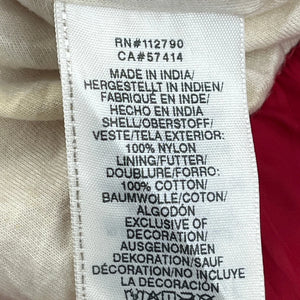 RN#112790
CA#57414
MADE IN INDIA/
HERGESTELLT IN INDIEN/
FABRIQUÉ EN INDE/
HECHO EN INDIA
SHELL/OBERSTOFF/
VESTE/TELA EXTERIOR:
100% NYLON
LINING/FUTTER/
DOUBLURE/FORRO:
100% COTTON/
BAUMWOLLE/COTON/
ALGODÓN
EXCLUSIVE OF
DECORATION/
AUSGENOMMEN
DEKORATION/SAUF
DÉCORATION/NO INCLUYE
LA DECORACIÓN